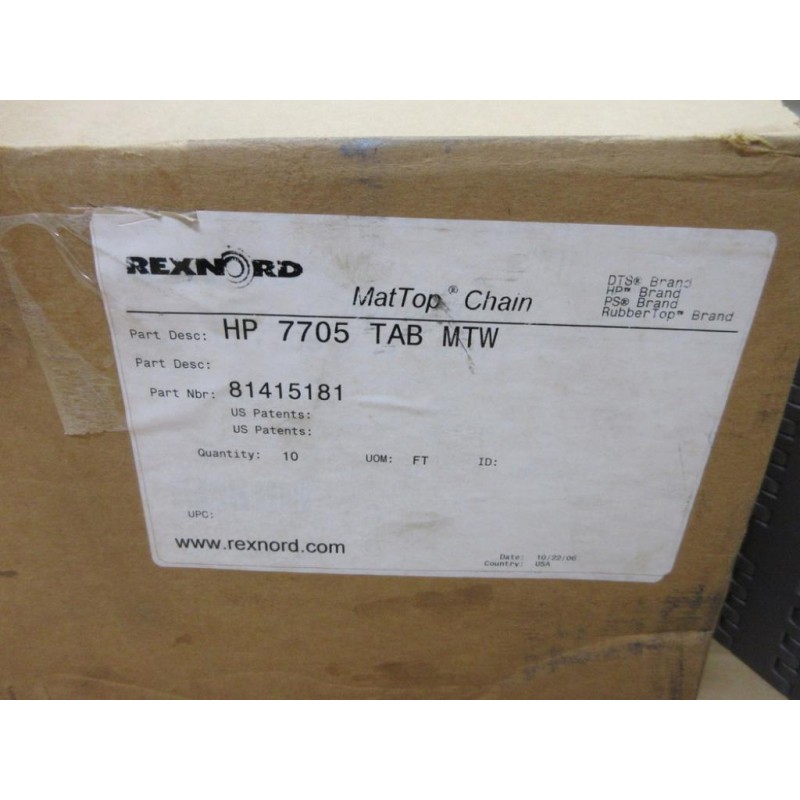 REXNORD
MatTop® Chain
DTS® Brand
HP™ Brand
PS® Brand
RubberTop™ Brand
Part Desc: HP 7705 TAB MTW
Part Desc:
Part Nbr: 81415181
US Patents:
US Patents:
Quantity: 10 UOM: FT ID:
UPC:
www.rexnord.com
Date: 10/22/06
Country: USA